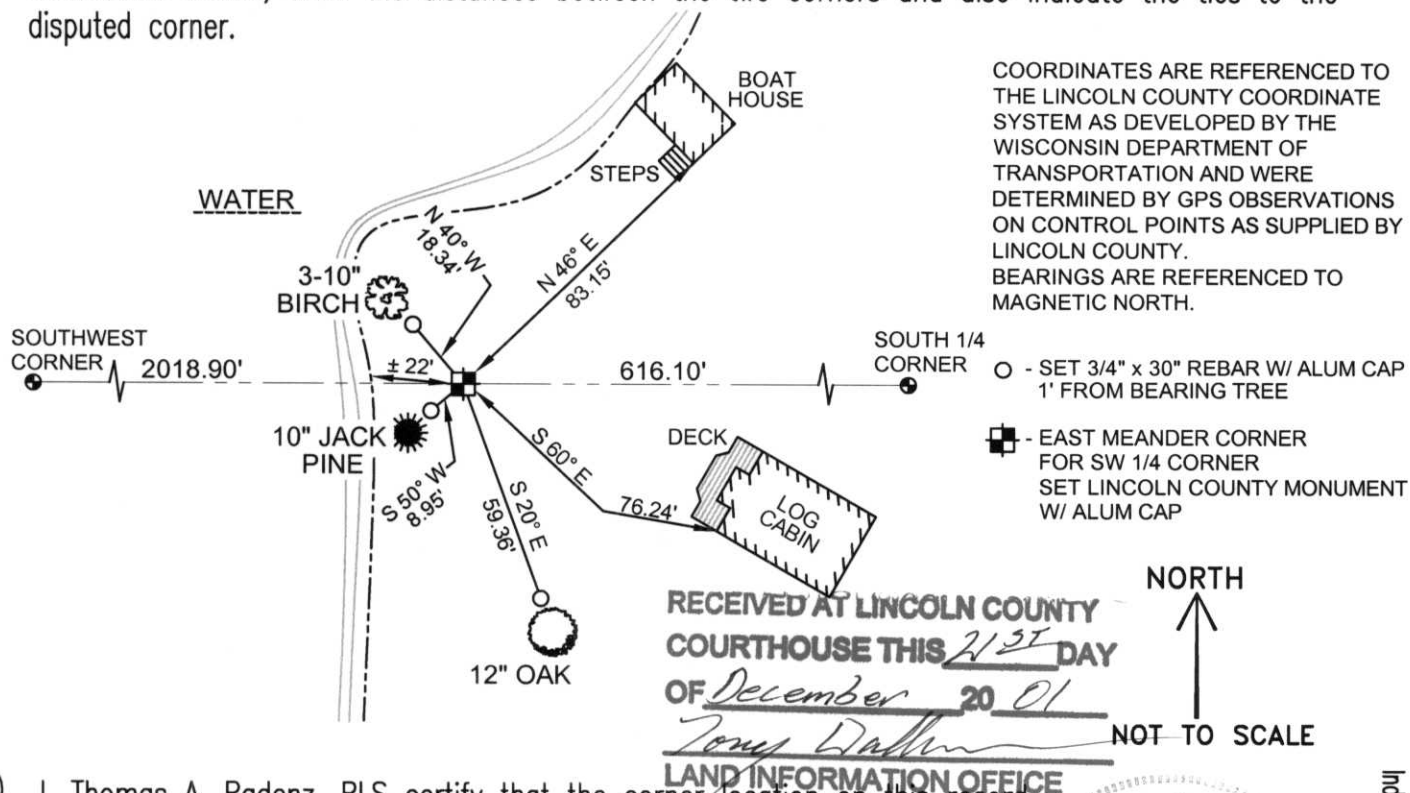 disputed corner.
BOAT
HOUSE
STEPS
WATER
N 40° W
18.34'
N 46° E
83.15'
3-10"
BIRCH
SOUTHWEST
CORNER
2018.90'
± 22'
616.10'
SOUTH 1/4
CORNER
10" JACK
PINE
S 50° W
8.95'
S 20° E
59.36'
S 60° E
76.24'
DECK
LOG
CABIN
12" OAK
COORDINATES ARE REFERENCED TO
THE LINCOLN COUNTY COORDINATE
SYSTEM AS DEVELOPED BY THE
WISCONSIN DEPARTMENT OF
TRANSPORTATION AND WERE
DETERMINED BY GPS OBSERVATIONS
ON CONTROL POINTS AS SUPPLIED BY
LINCOLN COUNTY.
BEARINGS ARE REFERENCED TO
MAGNETIC NORTH.
- SET 3/4" x 30" REBAR W/ ALUM CAP
1' FROM BEARING TREE
- EAST MEANDER CORNER
FOR SW 1/4 CORNER
SET LINCOLN COUNTY MONUMENT
W/ ALUM CAP
NORTH
NOT TO SCALE
RECEIVED AT LINCOLN COUNTY
COURTHOUSE THIS 21ST DAY
OF December 20 01
Tony
LAND INFORMATION OFFICE
I, Thomas A. Radenz, PLS certify that the corner location on this record